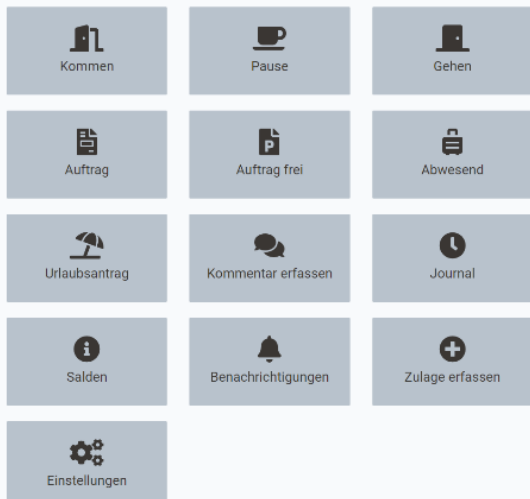 Kommen
Pause
Gehen
Auftrag
Auftrag frei
Abwesend
Urlaubsantrag
Kommentar erfassen
Journal
Salden
Benachrichtigungen
Zulage erfassen
Einstellungen